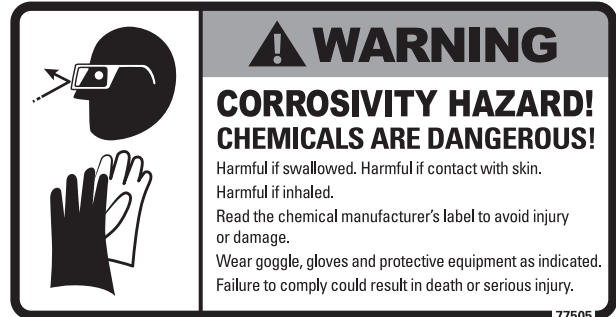 WARNING
CORROSIVITY HAZARD!
CHEMICALS ARE DANGEROUS!
Harmful if swallowed. Harmful if contact with skin.
Harmful if inhaled.
Read the chemical manufacturer's label to avoid injury
or damage.
Wear goggle, gloves and protective equipment as indicated.
Failure to comply could result in death or serious injury.
77505